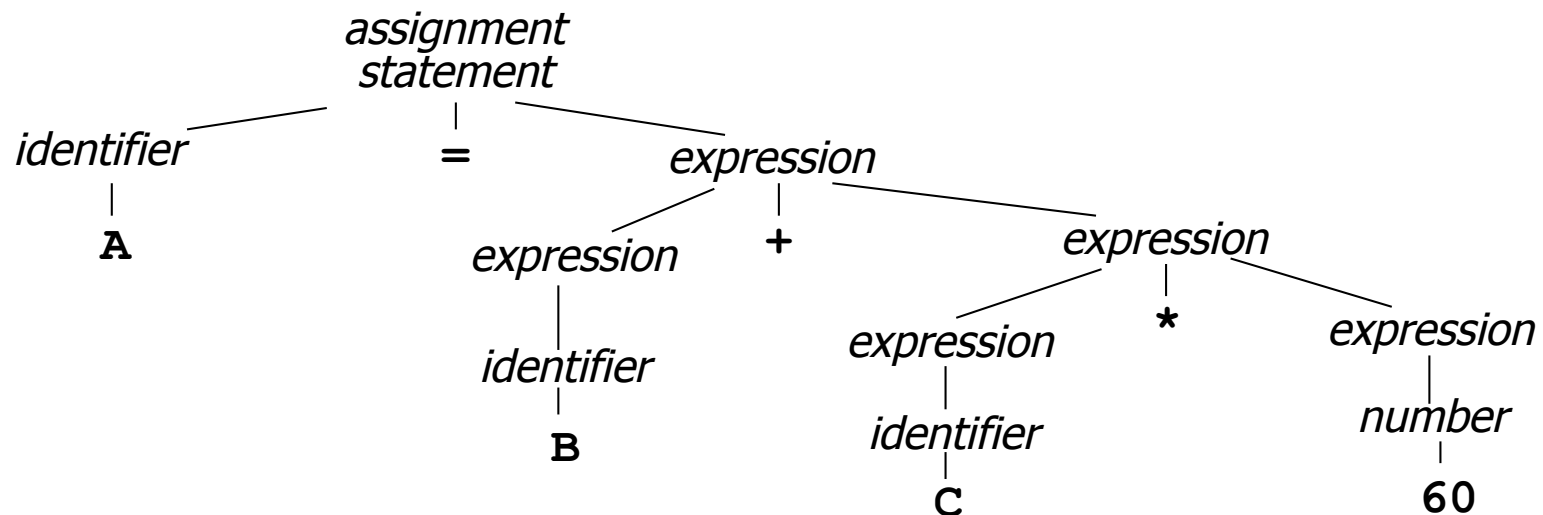 assignment
statement
identifier = expression
A
expression + expression
expression * expression
identifier
identifier number
B
C 60